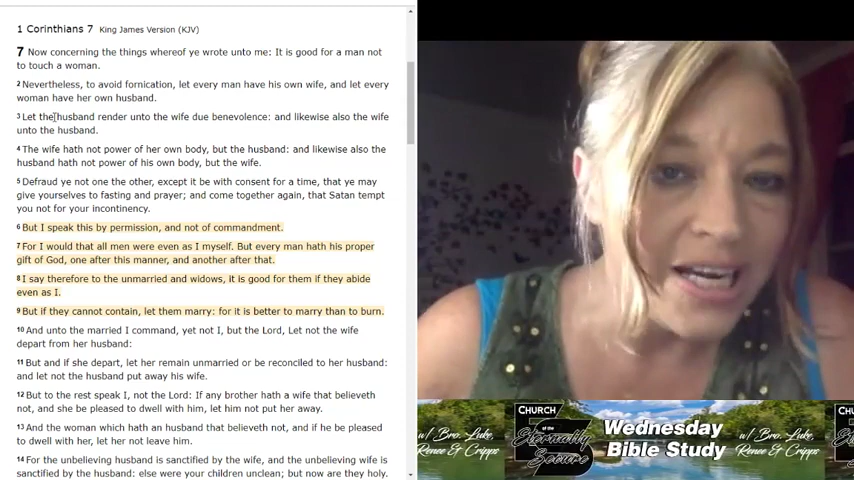 1 Corinthians 7 King James Version (KJV)
7 Now concerning the things whereof ye wrote unto me: It is good for a man not
to touch a woman.
2 Nevertheless, to avoid fornication, let every man have his own wife, and let every
woman have her own husband.
3 Let the husband render unto the wife due benevolence: and likewise also the wife
unto the husband.
4 The wife hath not power of her own body, but the husband: and likewise also the
husband hath not power of his own body, but the wife.
5 Defraud ye not one the other, except it be with consent for a time, that ye may
give yourselves to fasting and prayer; and come together again, that Satan tempt
you not for your incontinency.
6 But I speak this by permission, and not of commandment.
7 For I would that all men were even as I myself. But every man hath his proper
gift of God, one after this manner, and another after that.
8 I say therefore to the unmarried and widows, it is good for them if they abide
even as I.
9 But if they cannot contain, let them marry: for it is better to marry than to burn.
10 And unto the married I command, yet not I, but the Lord, Let not the wife
depart from her husband:
11 But and if she depart, let her remain unmarried or be reconciled to her husband:
and let not the husband put away his wife.
12 But to the rest speak I, not the Lord: If any brother hath a wife that believeth
not, and she be pleased to dwell with him, let him not put her away.
13 And the woman which hath an husband that believeth not, and if he be pleased
to dwell with her, let her not leave him.
14 For the unbelieving husband is sanctified by the wife, and the unbelieving wife is
sanctified by the husband: else were your children unclean; but now are they holy.
w/ Bro. Luke,
Renee & Cripps
CHURCH
of the
Eternally
Secure
Wednesday
Bible Study
w/ Bro. Luke,
Renee & Cripps
CHURCH